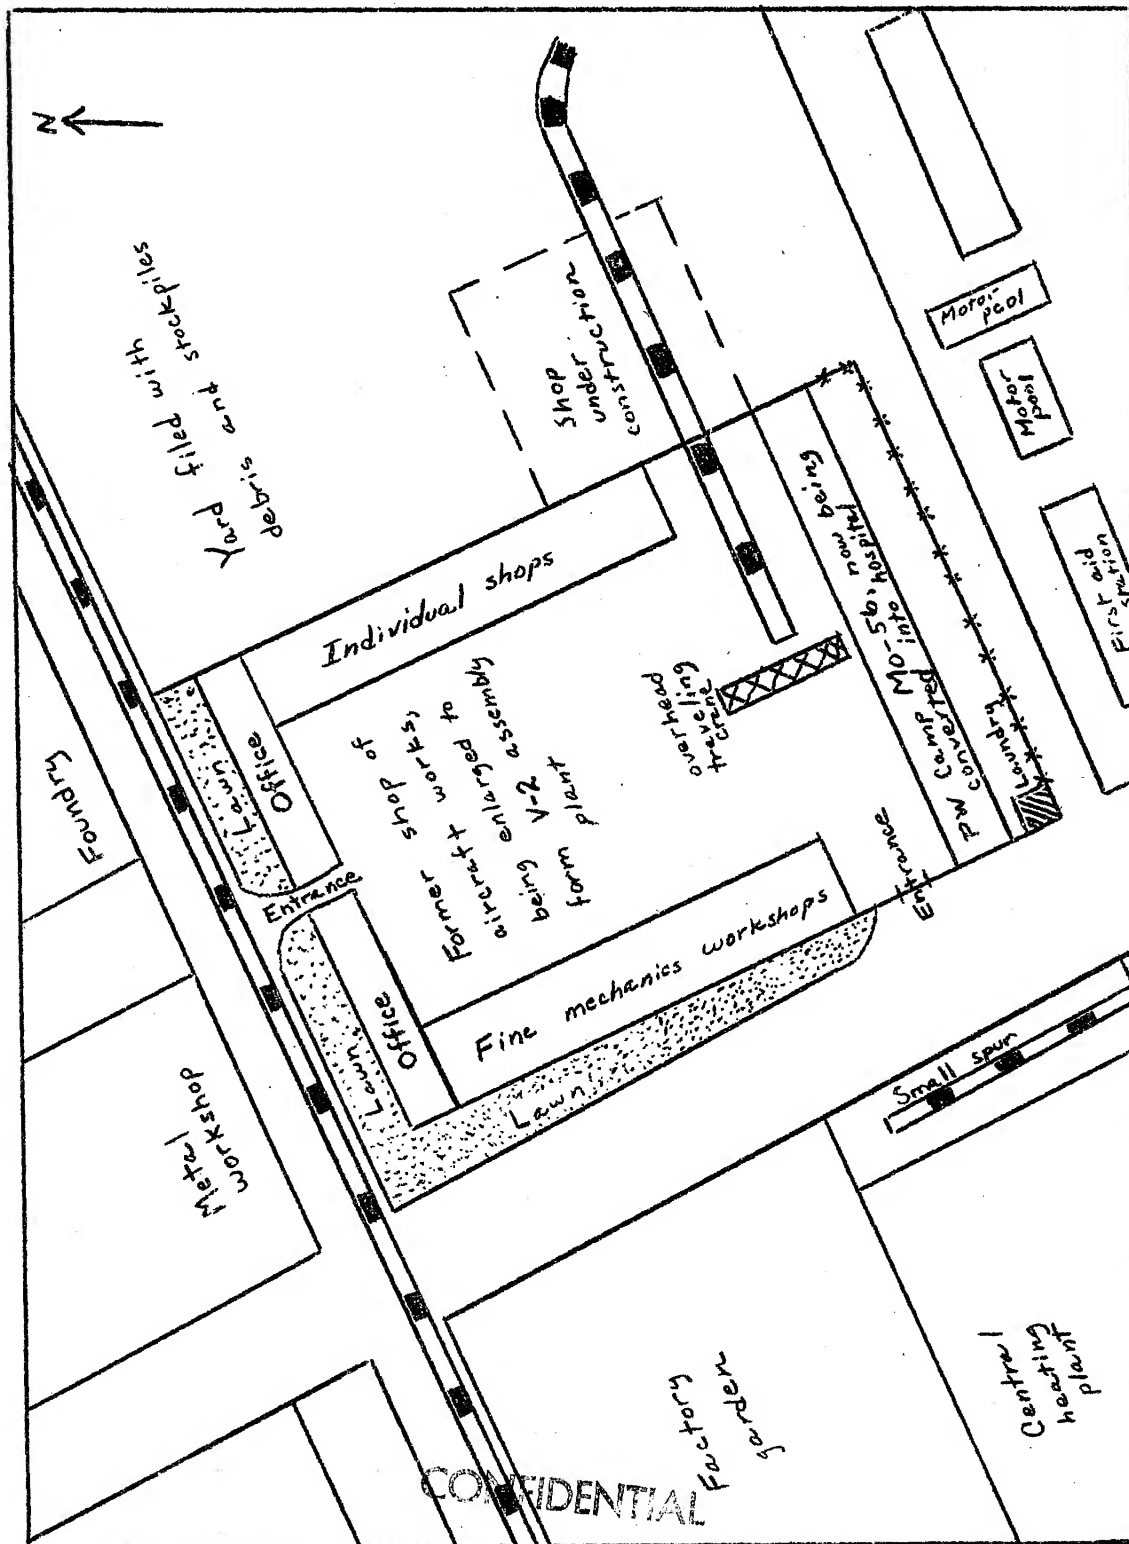 N
Foundry
Metal
workshop
Yard filed with
debris and stockpiles
Lawn
Office
Entrance
Lawn
Office
Individual shops
Former shop of
aircraft works,
being enlarged to
form V-2 assembly
plant
Fine mechanics workshops
Lawn
Shop
under
construction
overhead
traveling
crane
Entrance
PW Camp MO-56, now being
converted into hospital
Laundry
Small spur
Factory
garden
Central
heating
plant
Motor
pool
Motor
pool
First aid
station
CONFIDENTIAL